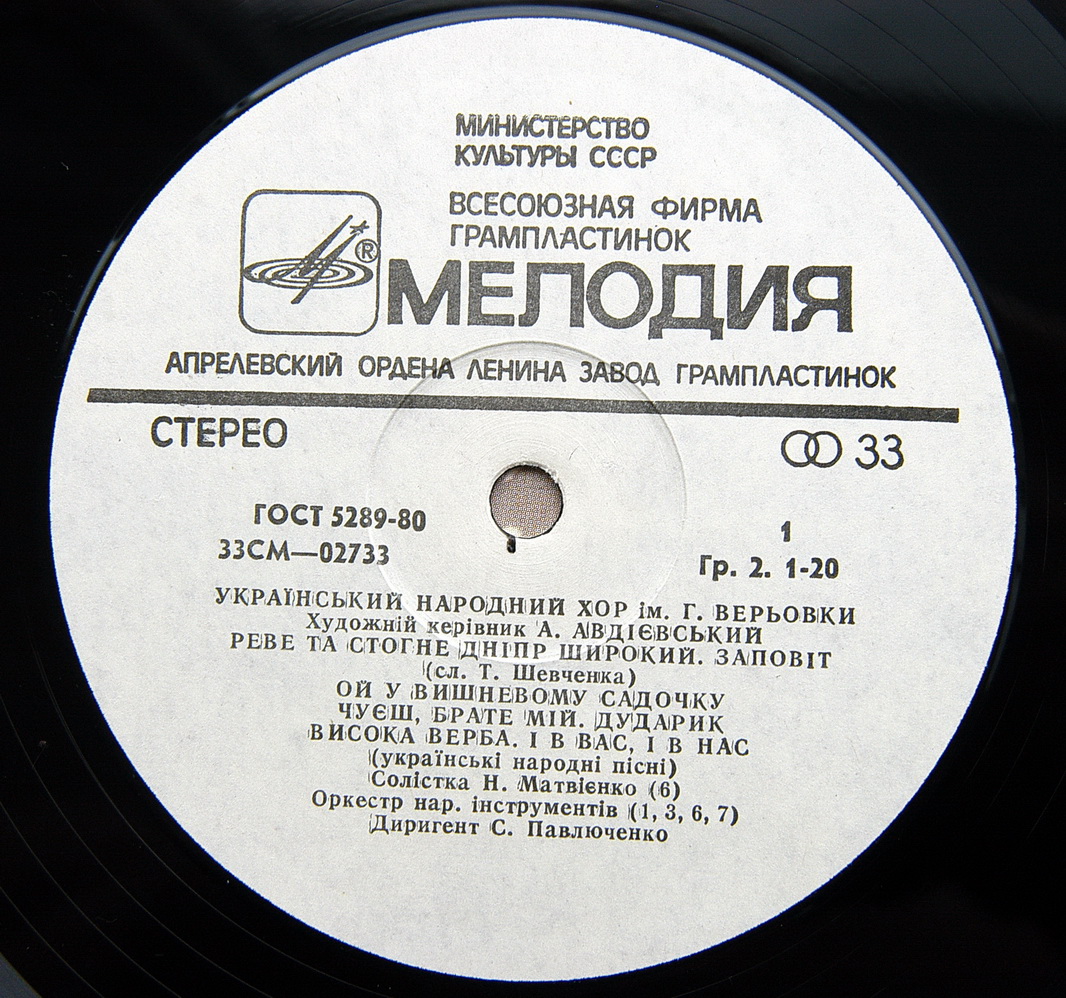 МИНИСТЕРСТВО
КУЛЬТУРЫ СССР
ВСЕСОЮЗНАЯ ФИРМА
ГРАМПЛАСТИНОК
®
МЕЛОДИЯ
АПРЕЛЕВСКИЙ ОРДЕНА ЛЕНИНА ЗАВОД ГРАМПЛАСТИНОК
СТЕРЕО
33
ГОСТ 5289-80
1
33СМ—02733
Гр. 2. 1-20
УКРАЇНСЬКИЙ НАРОДНИЙ ХОР ім. Г. ВЕРЬОВКИ
Художній керівник А. АВДІЄВСЬКИЙ
РЕВЕ ТА СТОГНЕ ДНІПР ШИРОКИЙ. ЗАПОВІТ
(сл. Т. Шевченка)
ОЙ У ВИШНЕВОМУ САДОЧКУ
ЧУЄШ, БРАТЕ МІЙ. ДУДАРИК
ВИСОКА ВЕРБА. І В ВАС, І В НАС
(українські народні пісні)
Солістка Н. Матвієнко (6)
Оркестр нар. інструментів (1, 3, 6, 7)
Диригент С. Павлюченко